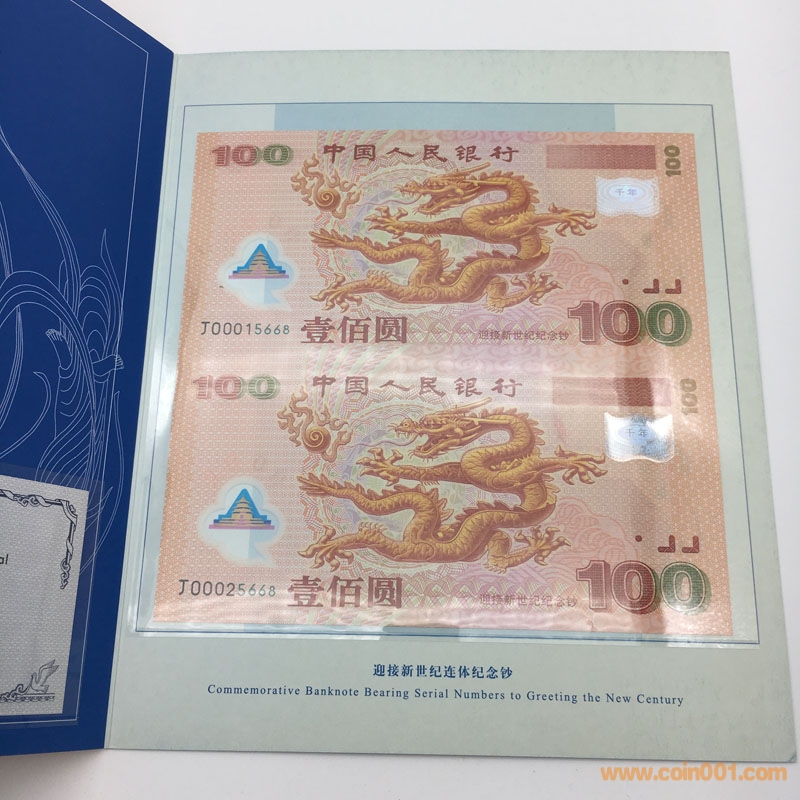 100 中国人民银行 100
千年
J00015668 壹佰圆 迎接新世纪纪念钞 100
100 中国人民银行 100
千年
J00025668 壹佰圆 迎接新世纪纪念钞 100
al
迎接新世纪连体纪念钞
Commemorative Banknote Bearing Serial Numbers to Greeting the New Century
www.coin001.com